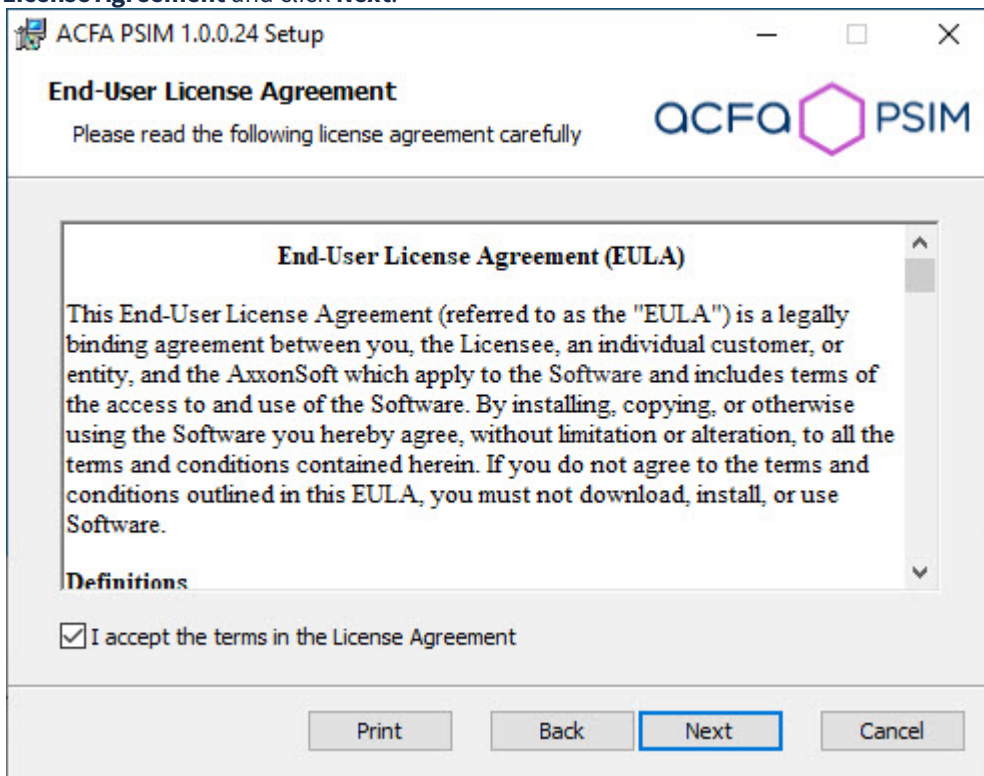 License Agreement and click Next.
ACFA PSIM 1.0.0.24 Setup
End-User License Agreement
Please read the following license agreement carefully
acfa PSIM
End-User License Agreement (EULA)
This End-User License Agreement (referred to as the "EULA") is a legally
binding agreement between you, the Licensee, an individual customer, or
entity, and the AxxonSoft which apply to the Software and includes terms of
the access to and use of the Software. By installing, copying, or otherwise
using the Software you hereby agree, without limitation or alteration, to all the
terms and conditions contained herein. If you do not agree to the terms and
conditions outlined in this EULA, you must not download, install, or use
Software.
Definitions
I accept the terms in the License Agreement
Print Back Next Cancel